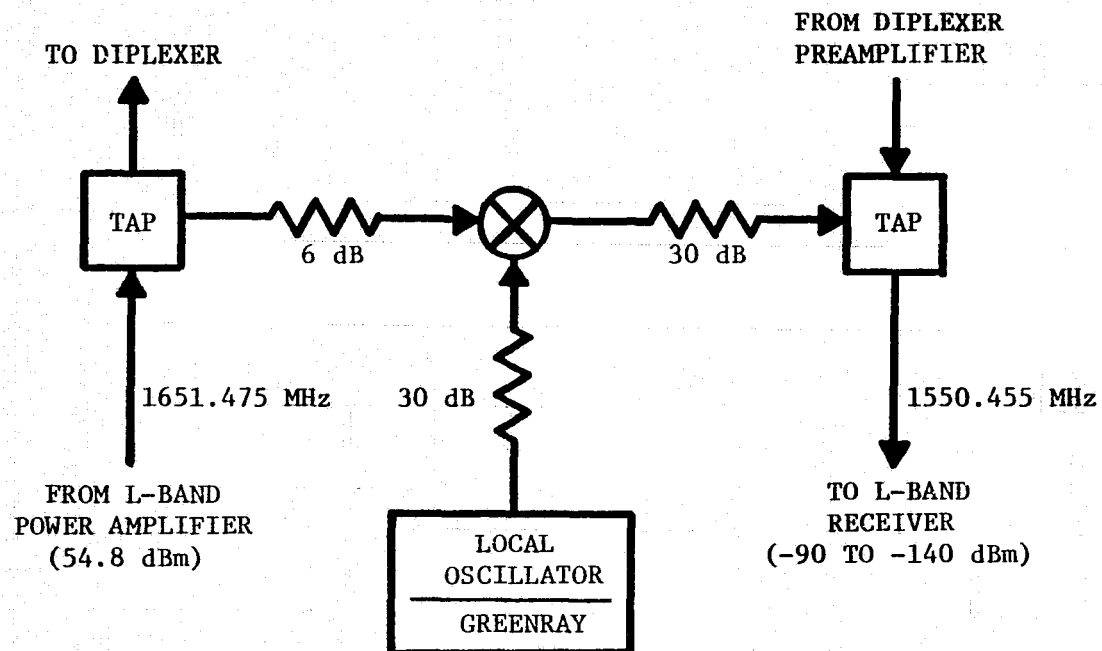 TO DIPLEXER
FROM DIPLEXER
PREAMPLIFIER
TAP
6 dB
30 dB
TAP
1651.475 MHz
30 dB
1550.455 MHz
FROM L-BAND
POWER AMPLIFIER
(54.8 dBm)
LOCAL
OSCILLATOR
GREENRAY
TO L-BAND
RECEIVER
(-90 TO -140 dBm)